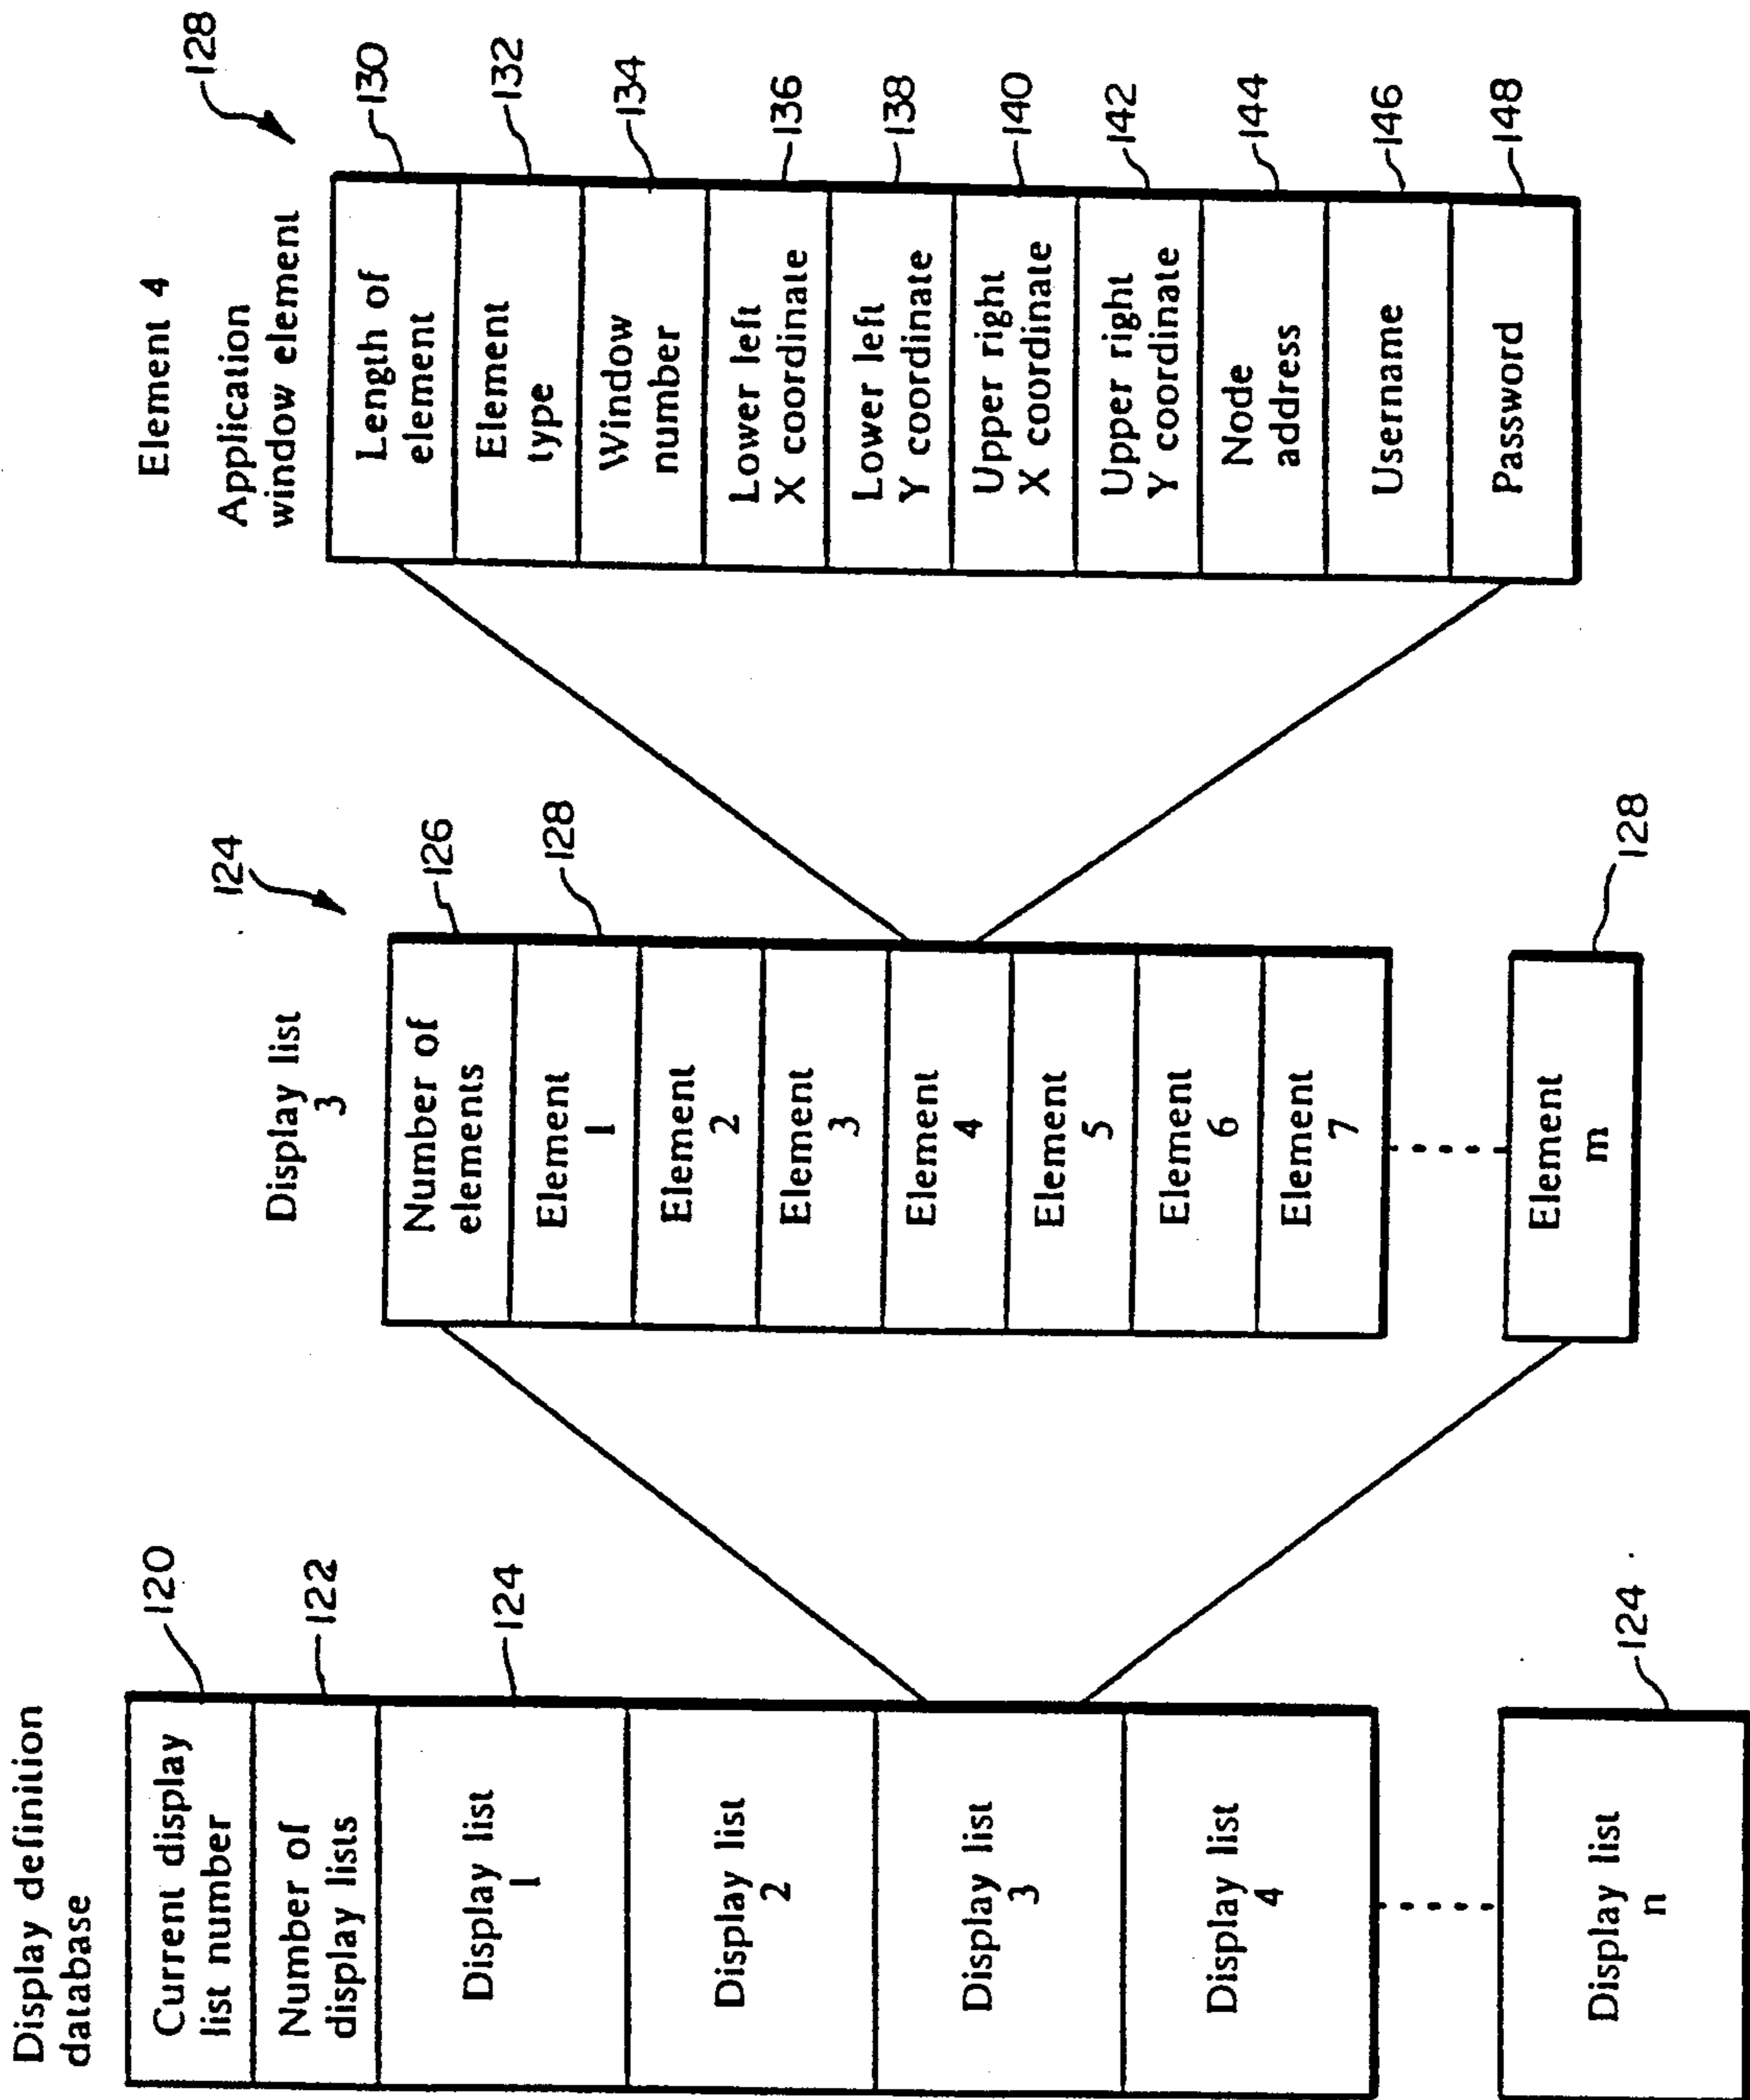 Display definition
database
Current display
list number
120
Number of
display lists
122
Display list
1
124
Display list
2
Display list
3
Display list
4
Display list
n
124
Display list
3
124
Number of
elements
126
Element
1
128
Element
2
Element
3
Element
4
Element
5
Element
6
Element
7
Element
m
128
Element 4
Application
window element
128
Length of
element
130
Element
type
132
Window
number
134
Lower left
X coordinate
136
Lower left
Y coordinate
138
Upper right
X coordinate
140
Upper right
Y coordinate
142
Node
address
144
Username
146
Password
148